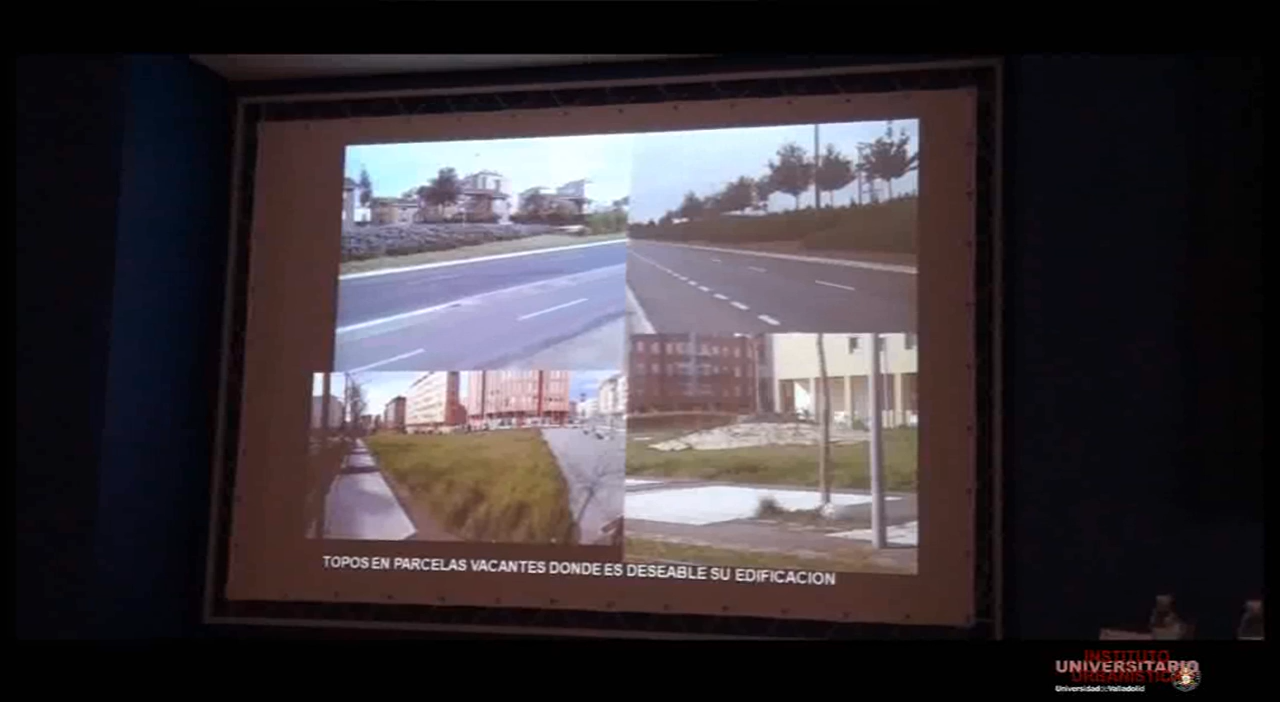 TOPOS EN PARCELAS VACANTES DONDE ES DESEABLE SU EDIFICACION
INSTITUTO
UNIVERSITARIO
URBANÍSTICA
Universidad de Valladolid